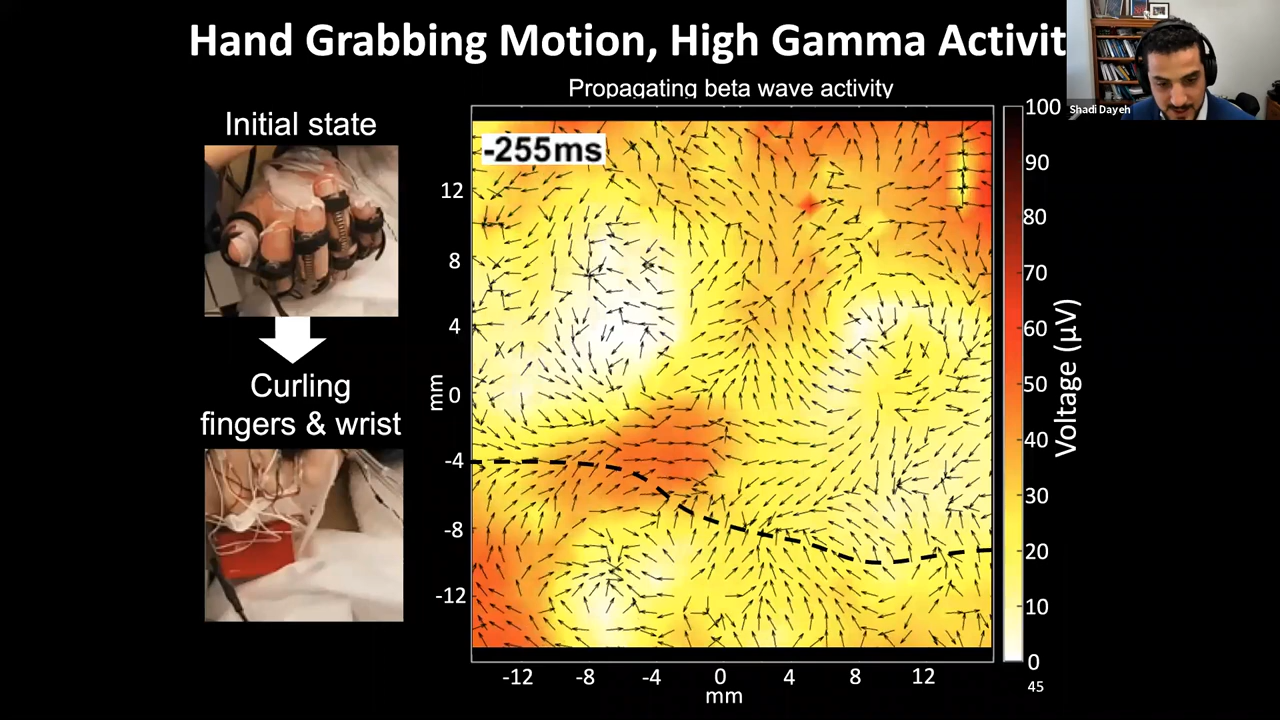 Hand Grabbing Motion, High Gamma Activit
Shadi Dayeh
Propagating beta wave activity
Initial state
Curling
fingers & wrist
-255ms
12
8
4
0
-4
-8
-12
mm
-12 -8 -4 0 4 8 12
mm
100
90
80
70
60
50
40
30
20
10
0
Voltage (μV)
45